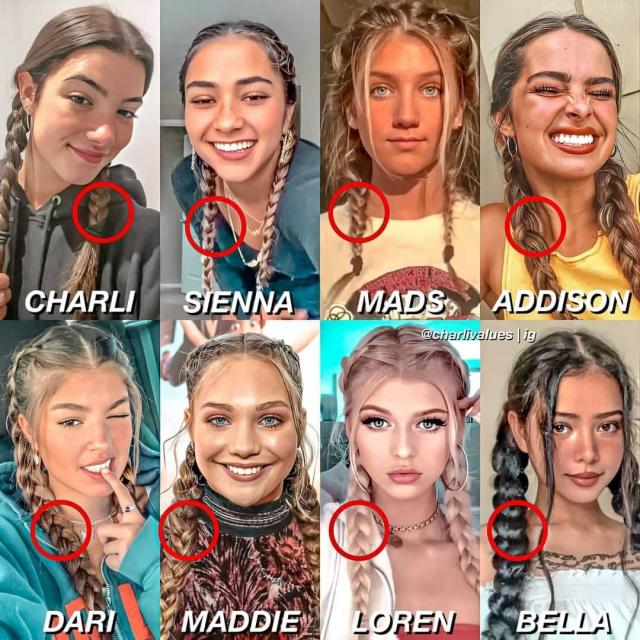 CHARLI
SIENNA
MADS
ADDISON
@charlivalues | ig
DARI
MADDIE
LOREN
BELLA